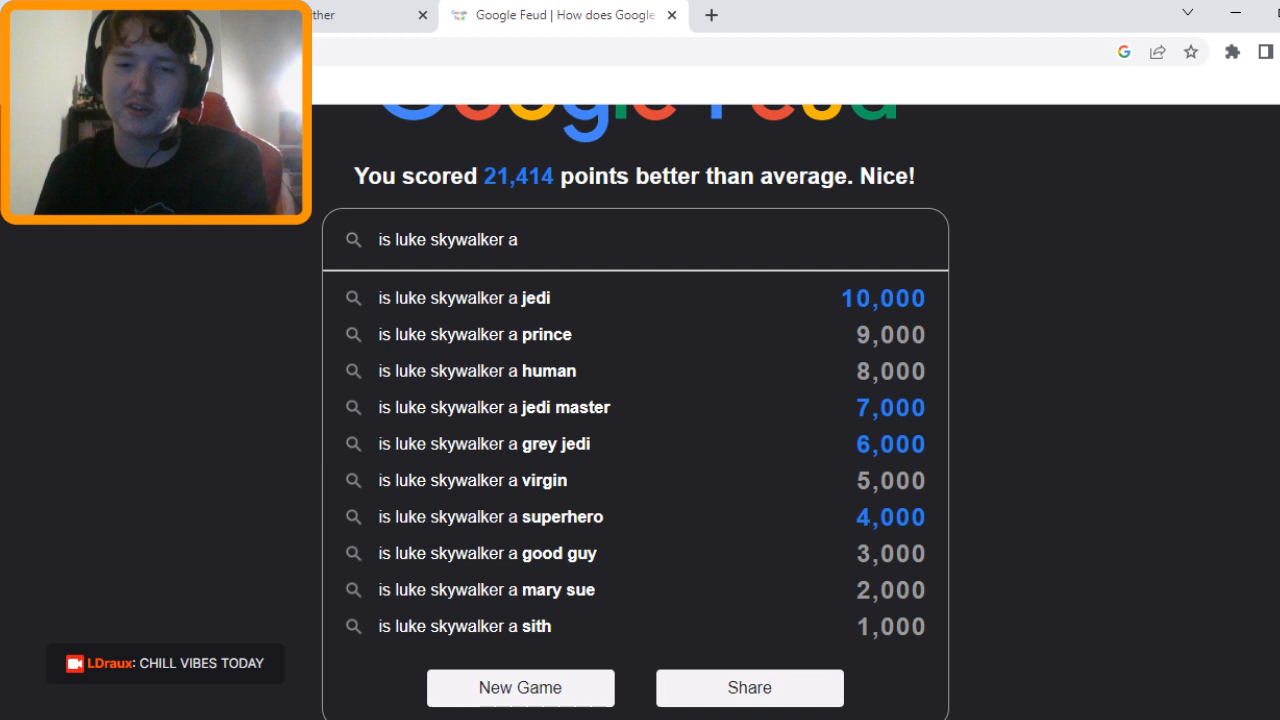 ther
Google Feud | How does Google
Google Feud
You scored 21,414 points better than average. Nice!
is luke skywalker a
is luke skywalker a jedi 10,000
is luke skywalker a prince 9,000
is luke skywalker a human 8,000
is luke skywalker a jedi master 7,000
is luke skywalker a grey jedi 6,000
is luke skywalker a virgin 5,000
is luke skywalker a superhero 4,000
is luke skywalker a good guy 3,000
is luke skywalker a mary sue 2,000
is luke skywalker a sith 1,000
LDraux: CHILL VIBES TODAY
New Game Share